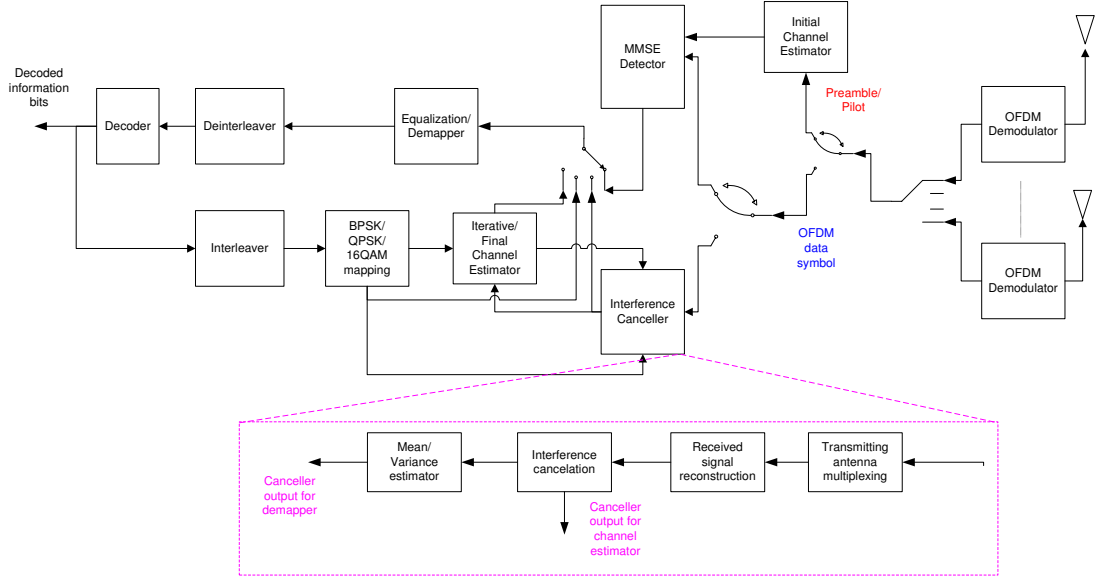 Initial
Channel
Estimator
MMSE
Detector
Decoded
information
bits
Preamble/
Pilot
Decoder
Deinterleaver
Equalization/
Demapper
OFDM
Demodulator
Interleaver
BPSK/
QPSK/
16QAM
mapping
Iterative/
Final
Channel
Estimator
OFDM
data
symbol
OFDM
Demodulator
Interference
Canceller
Mean/
Variance
estimator
Interference
cancelation
Received
signal
reconstruction
Transmitting
antenna
multiplexing
Canceller
output for
demapper
Canceller
output for
channel
estimator